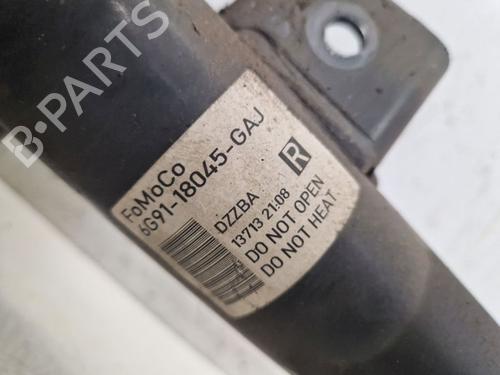 B-PARTS
FoMoCo
6G91-18045-GAJ
DZZBA
R
13713 21:08
DO NOT OPEN
DO NOT HEAT